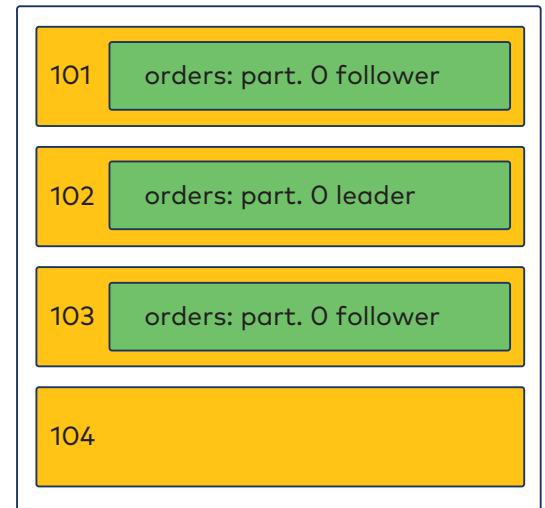 101 orders: part. 0 follower
102 orders: part. 0 leader
103 orders: part. 0 follower
104